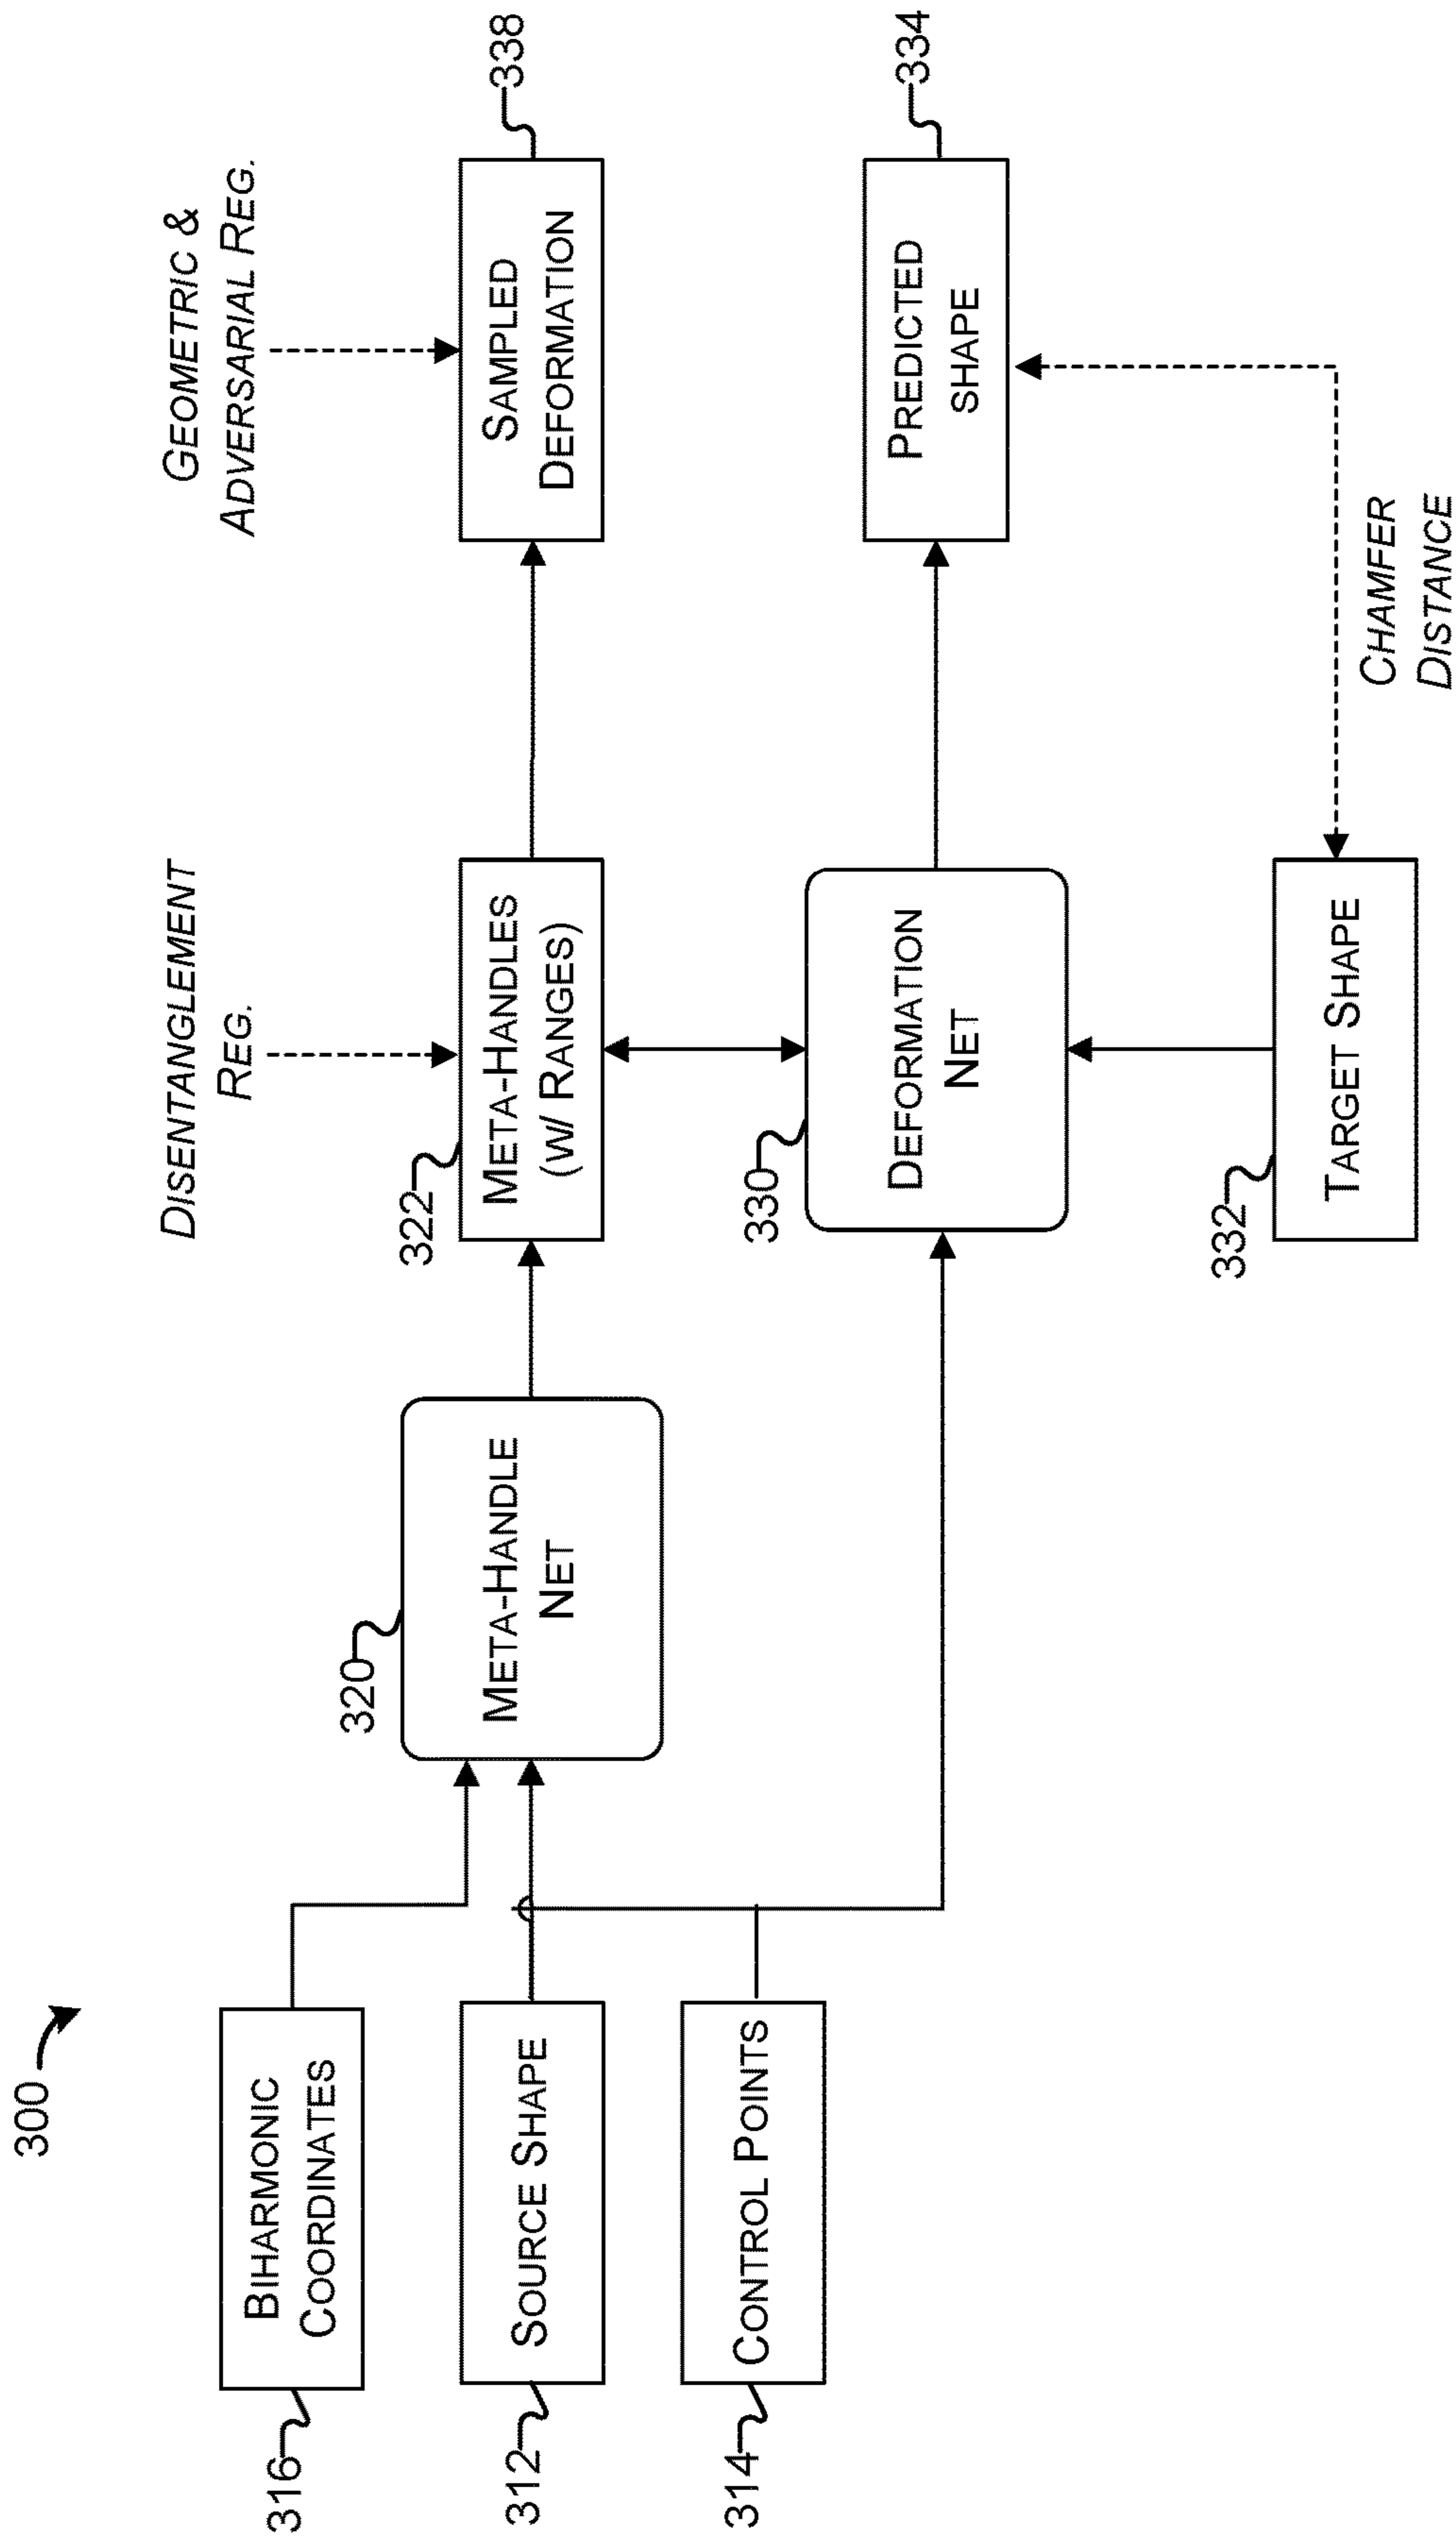 300
DISENTANGLEMENT
REG.
GEOMETRIC &
ADVERSARIAL REG.
316
BIHARMONIC
COORDINATES
312
SOURCE SHAPE
314
CONTROL POINTS
320
META-HANDLE
NET
322
META-HANDLES
(W/ RANGES)
338
SAMPLED
DEFORMATION
330
DEFORMATION
NET
334
PREDICTED
SHAPE
332
TARGET SHAPE
CHAMFER
DISTANCE